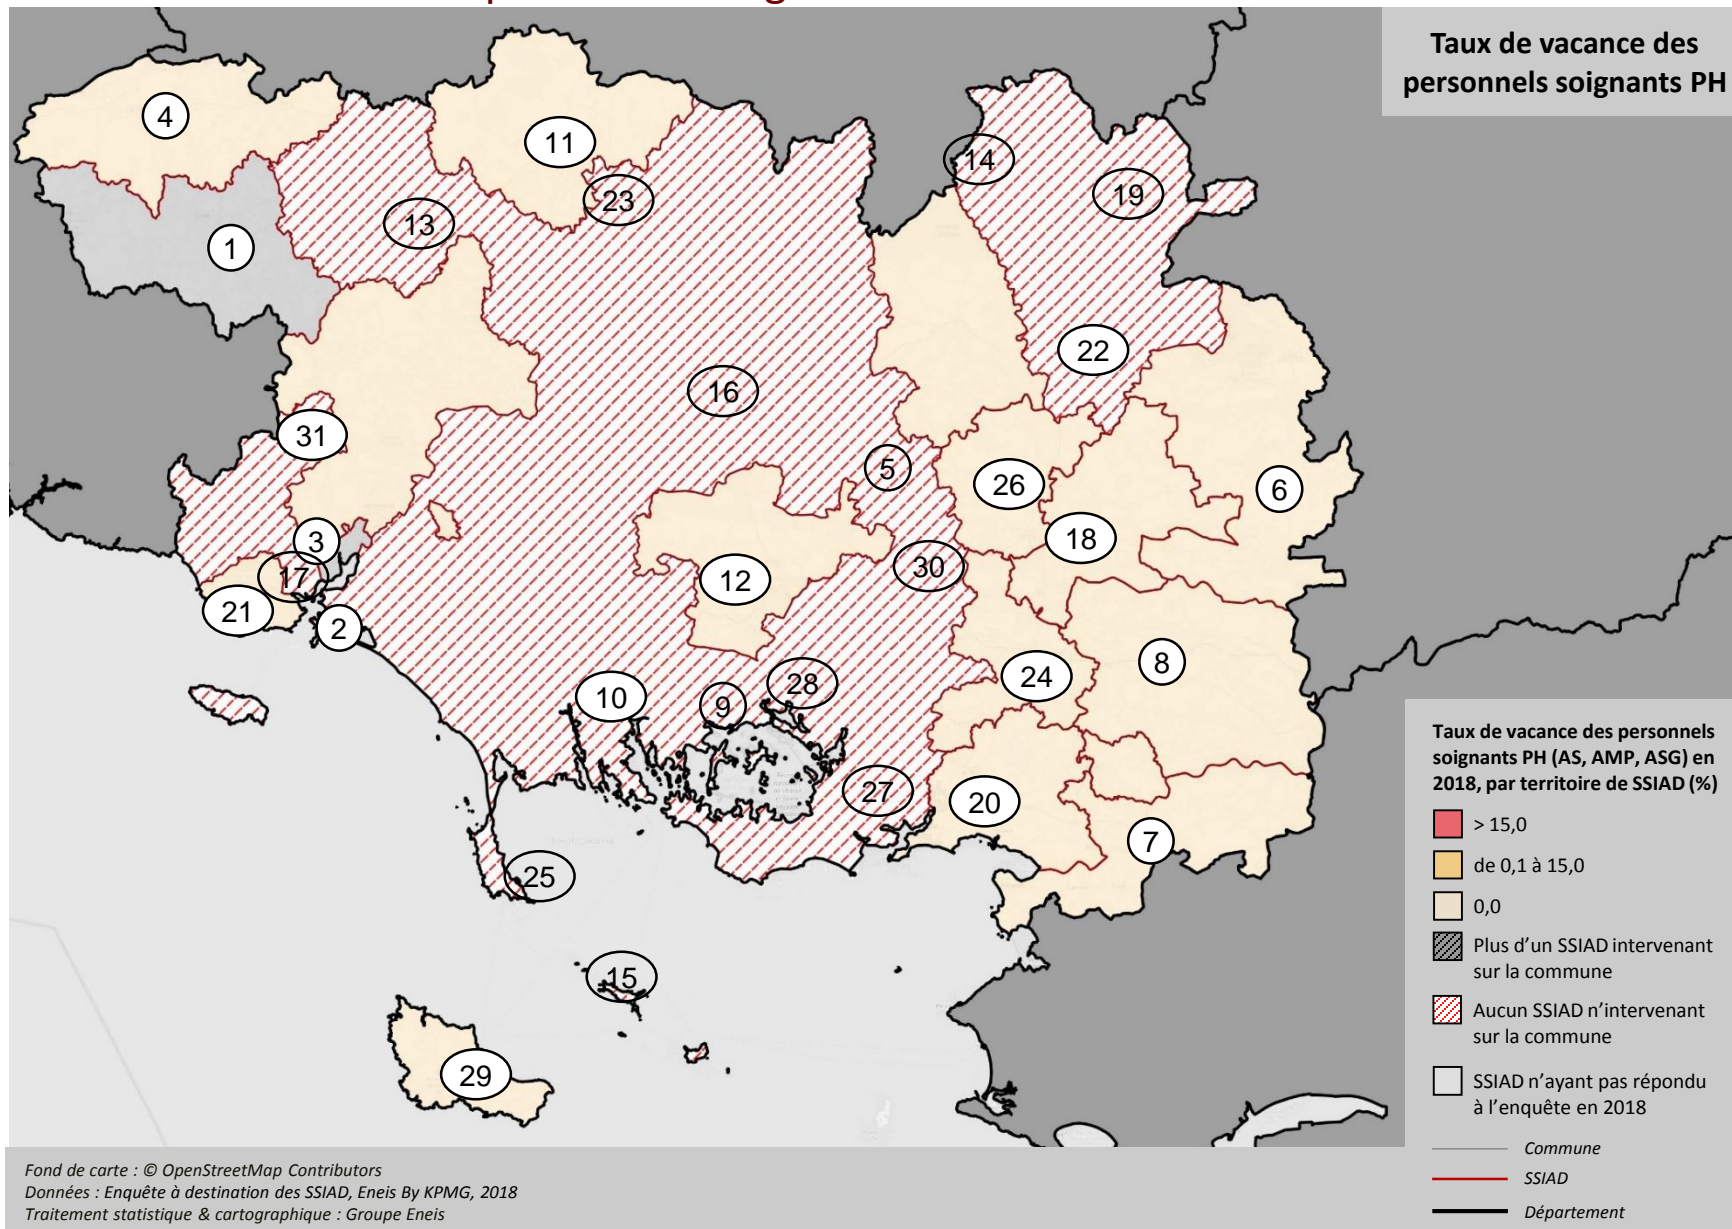 Taux de vacance des
personnels soignants PH
4
11
14
19
23
13
1
22
16
31
5
26
6
3
18
17
12
30
21
2
8
24
28
10
9
27
20
7
25
15
29
Taux de vacance des personnels
soignants PH (AS, AMP, ASG) en
2018, par territoire de SSIAD (%)
> 15,0
de 0,1 à 15,0
0,0
Plus d'un SSIAD intervenant
sur la commune
Aucun SSIAD n'intervenant
sur la commune
SSIAD n'ayant pas répondu
à l'enquête en 2018
Commune
SSIAD
Département
Fond de carte : © OpenStreetMap Contributors
Données : Enquête à destination des SSIAD, Eneis By KPMG, 2018
Traitement statistique & cartographique : Groupe Eneis